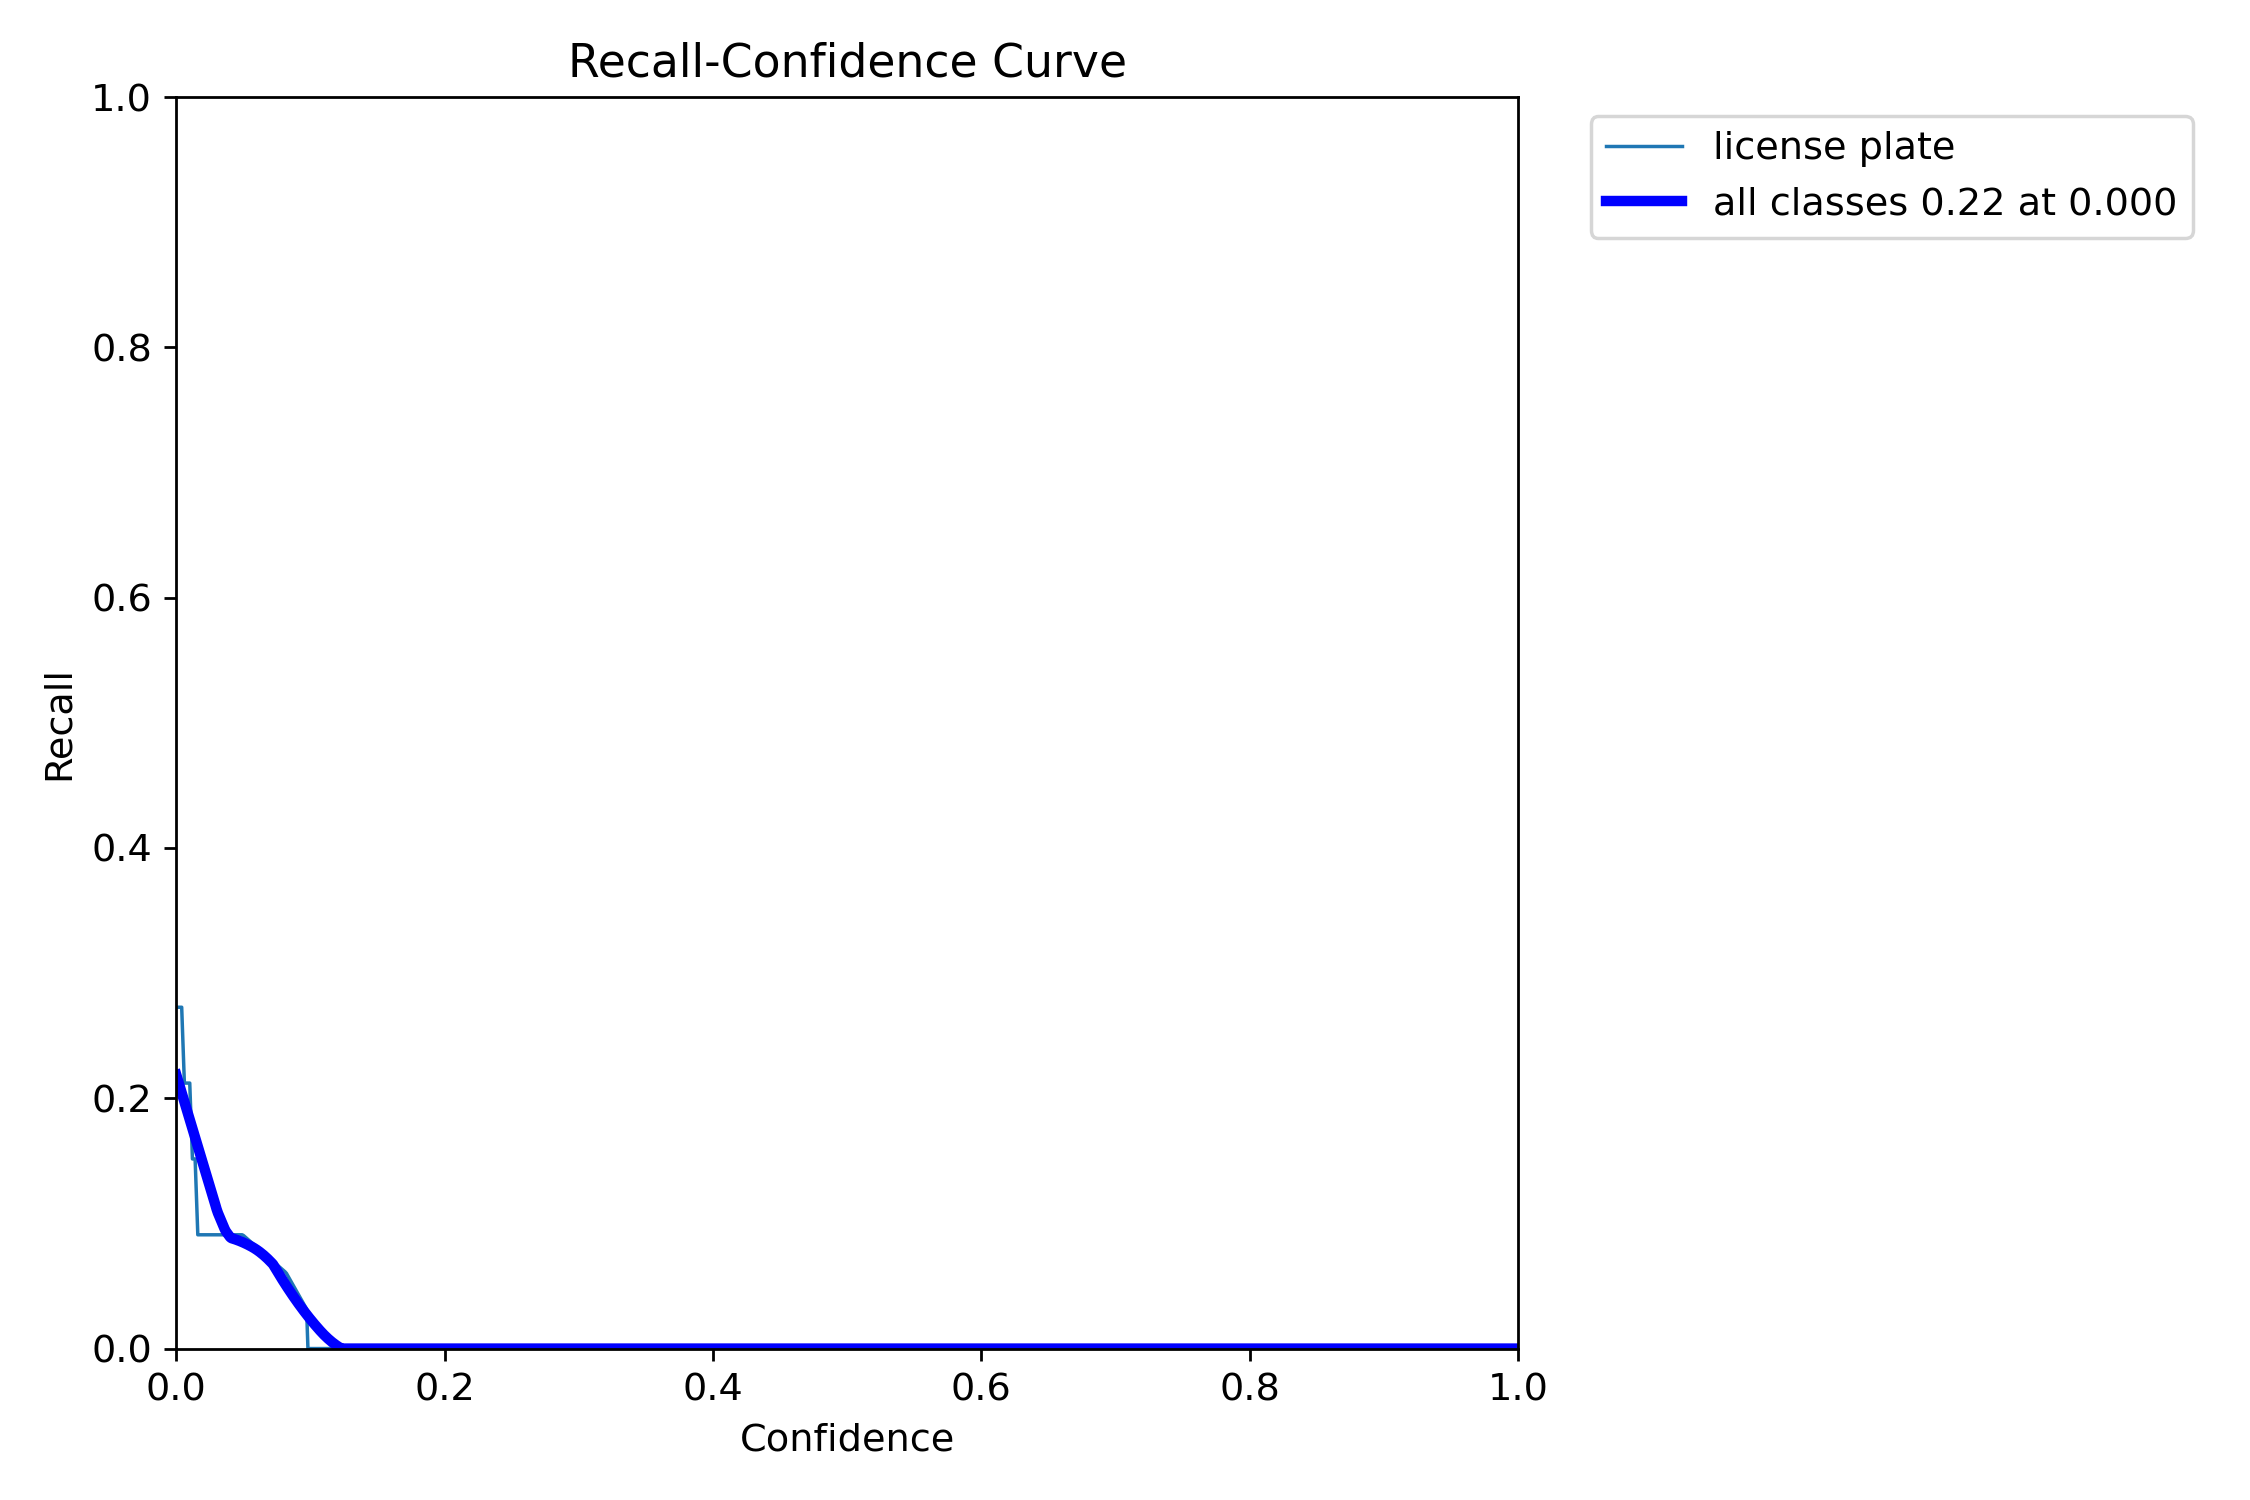 Recall-Confidence Curve
1.0
0.8
0.6
0.4
0.2
0.0
Recall
0.0 0.2 0.4 0.6 0.8 1.0
Confidence
license plate
all classes 0.22 at 0.000